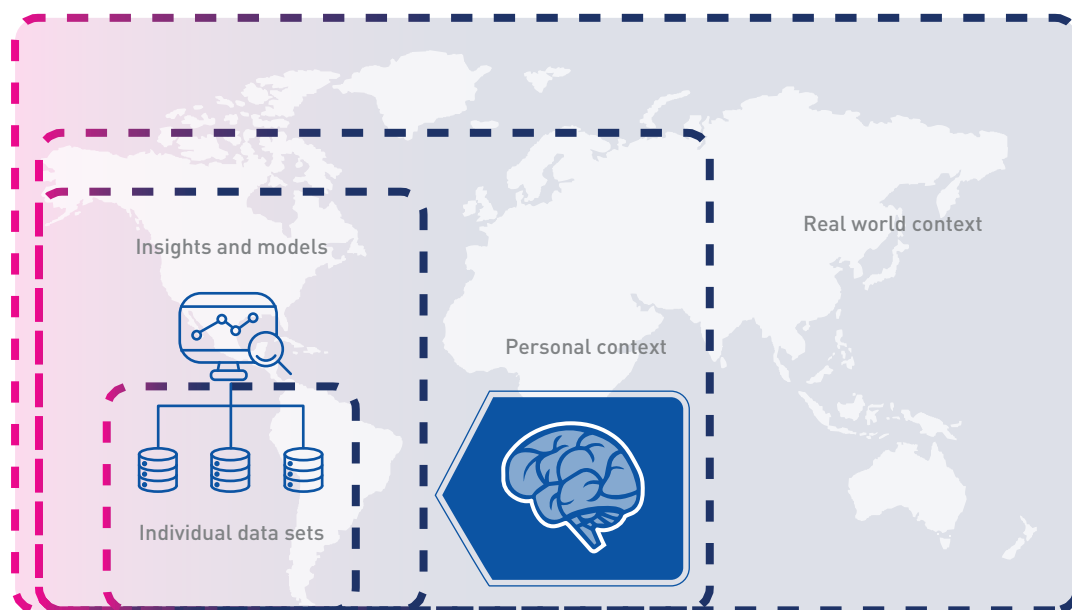 Real world context
Insights and models
Personal context
Individual data sets